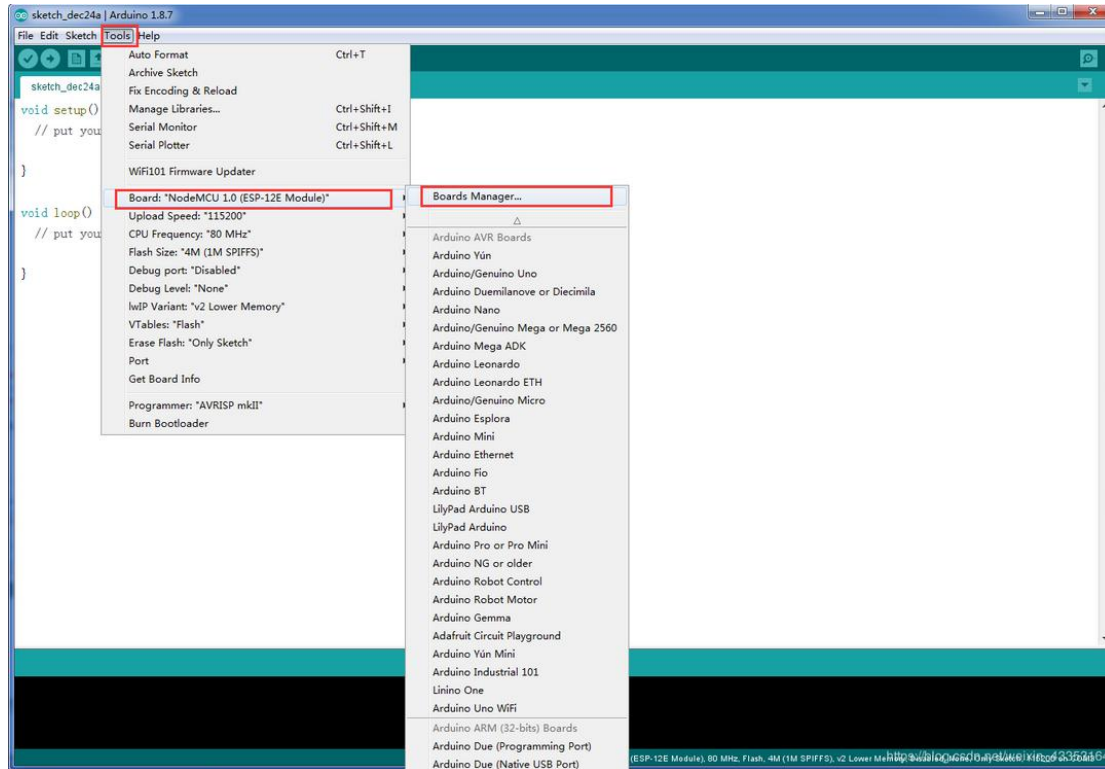 sketch_dec24a | Arduino 1.8.7
File Edit Sketch Tools Help
sketch_dec24a
void setup()
// put you
}
void loop()
// put you
}
Auto Format Ctrl+T
Archive Sketch
Fix Encoding & Reload
Manage Libraries... Ctrl+Shift+I
Serial Monitor Ctrl+Shift+M
Serial Plotter Ctrl+Shift+L
WiFi101 Firmware Updater
Board: "NodeMCU 1.0 (ESP-12E Module)"
Upload Speed: "115200"
CPU Frequency: "80 MHz"
Flash Size: "4M (1M SPIFFS)"
Debug port: "Disabled"
Debug Level: "None"
lwIP Variant: "v2 Lower Memory"
VTables: "Flash"
Erase Flash: "Only Sketch"
Port
Get Board Info
Programmer: "AVRISP mkII"
Burn Bootloader
Boards Manager...
Arduino AVR Boards
Arduino Yún
Arduino/Genuino Uno
Arduino Duemilanove or Diecimila
Arduino Nano
Arduino/Genuino Mega or Mega 2560
Arduino Mega ADK
Arduino Leonardo
Arduino Leonardo ETH
Arduino/Genuino Micro
Arduino Esplora
Arduino Mini
Arduino Ethernet
Arduino Fio
Arduino BT
LilyPad Arduino USB
LilyPad Arduino
Arduino Pro or Pro Mini
Arduino NG or older
Arduino Robot Control
Arduino Robot Motor
Arduino Gemma
Adafruit Circuit Playground
Arduino Yún Mini
Arduino Industrial 101
Linino One
Arduino Uno WiFi
Arduino ARM (32-bits) Boards
Arduino Due (Programming Port)
Arduino Due (Native USB Port)
(ESP-12E Module), 80 MHz, Flash, 4M (1M SPIFFS), v2 Lower